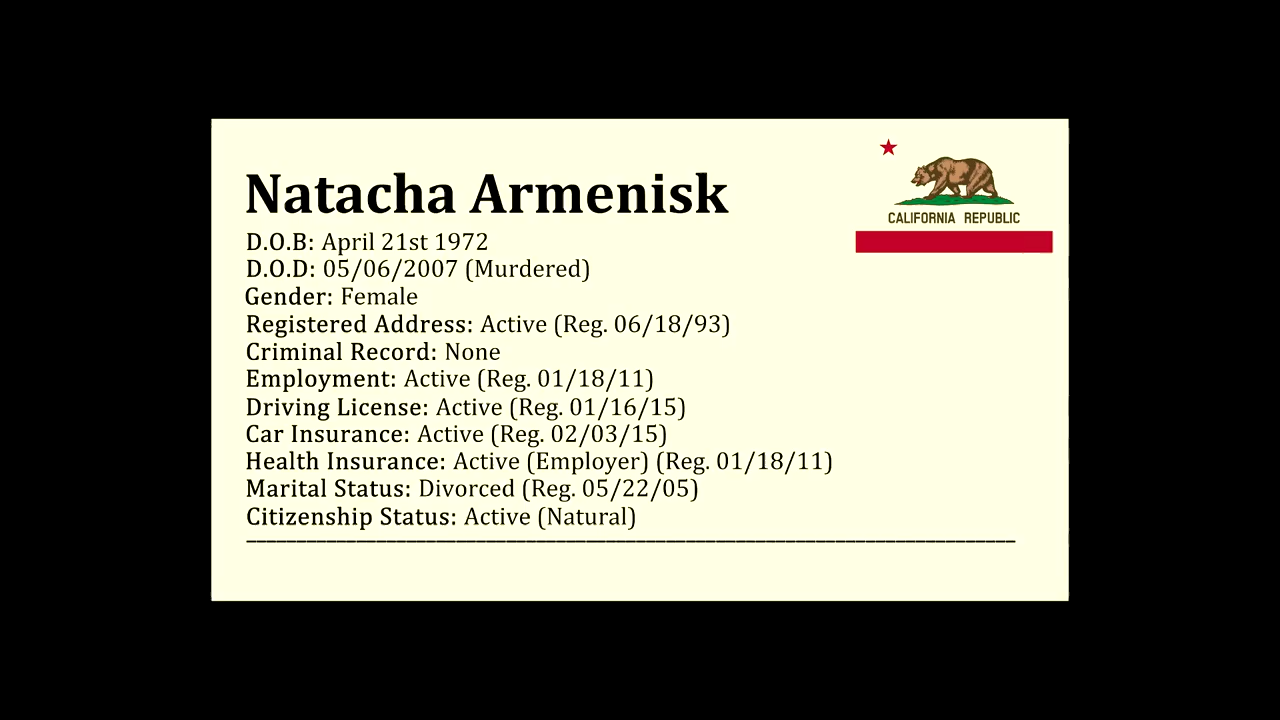 CALIFORNIA REPUBLIC
Natacha Armenisk
D.O.B: April 21st 1972
D.O.D: 05/06/2007 (Murdered)
Gender: Female
Registered Address: Active (Reg. 06/18/93)
Criminal Record: None
Employment: Active (Reg. 01/18/11)
Driving License: Active (Reg. 01/16/15)
Car Insurance: Active (Reg. 02/03/15)
Health Insurance: Active (Employer) (Reg. 01/18/11)
Marital Status: Divorced (Reg. 05/22/05)
Citizenship Status: Active (Natural)